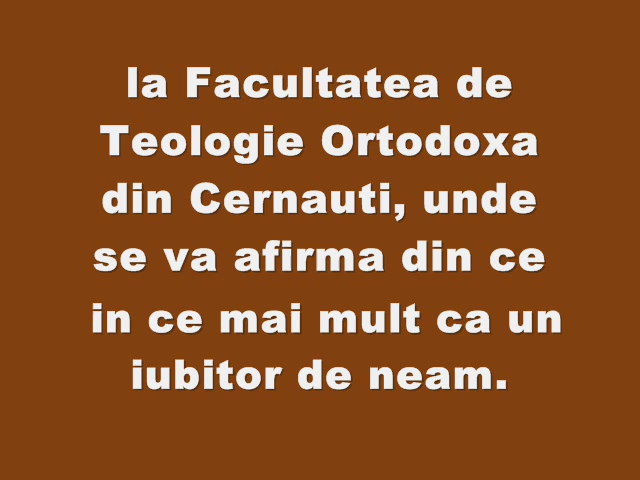 la Facultatea de
Teologie Ortodoxa
din Cernauti, unde
se va afirma din ce
in ce mai mult ca un
iubitor de neam.